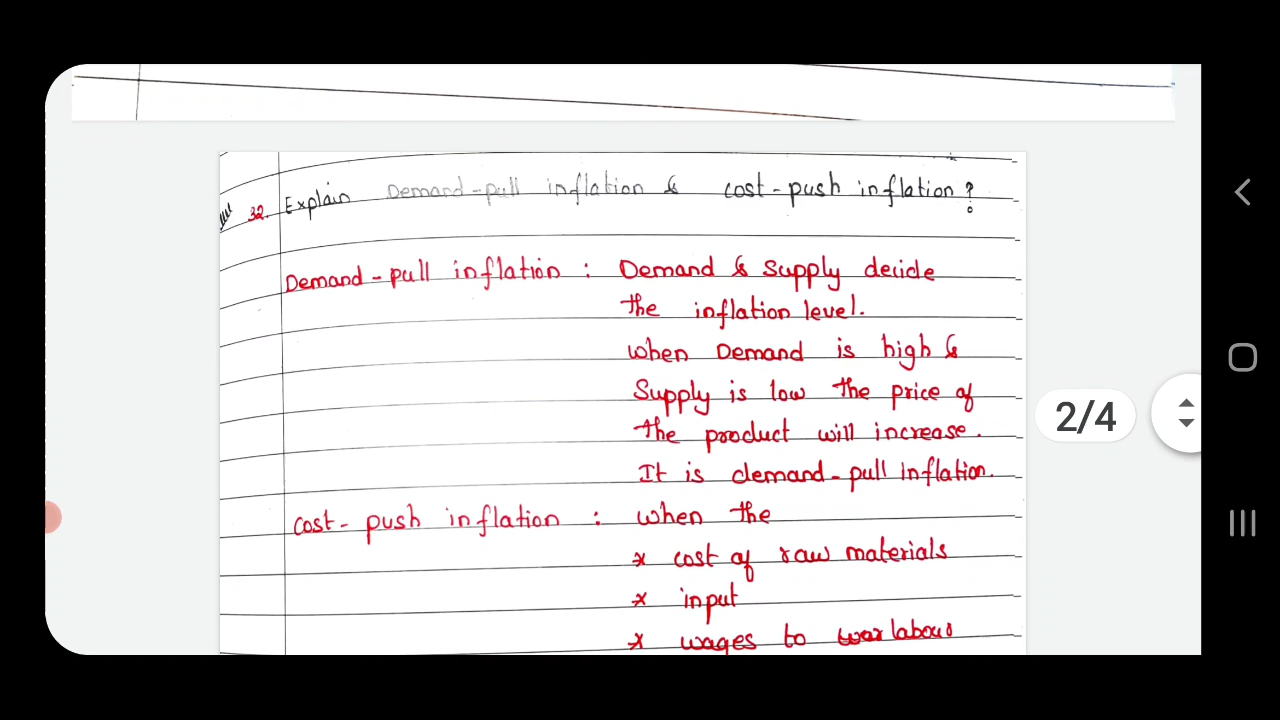 32. Explain Demand-pull inflation & cost-push inflation?
Demand-pull inflation : Demand & Supply decide
the inflation level.
when Demand is high &
Supply is low the price of
the product will increase.
It is demand-pull inflation.
Cost-push inflation : when the
* cost of raw materials
* input
* wages to labour
2/4